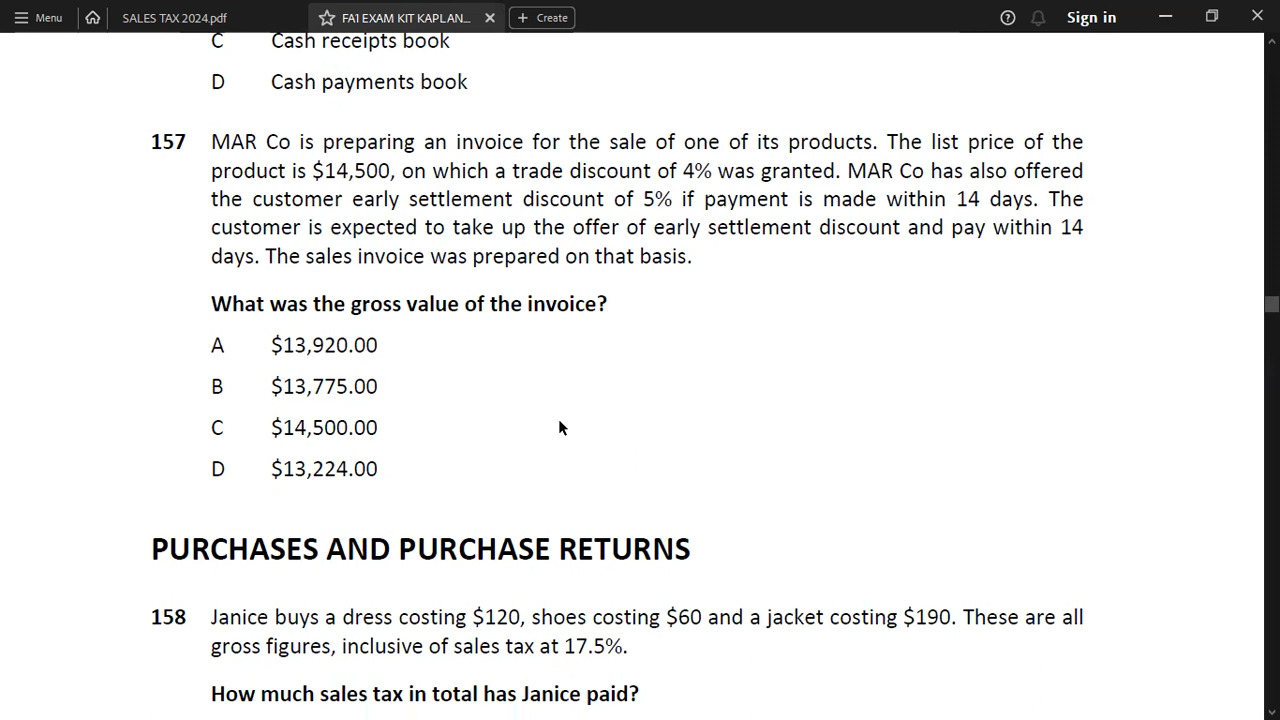 Menu
SALES TAX 2024.pdf
FA1 EXAM KIT KAPLAN...
Create
Sign in
C Cash receipts book
D Cash payments book
157 MAR Co is preparing an invoice for the sale of one of its products. The list price of the
product is $14,500, on which a trade discount of 4% was granted. MAR Co has also offered
the customer early settlement discount of 5% if payment is made within 14 days. The
customer is expected to take up the offer of early settlement discount and pay within 14
days. The sales invoice was prepared on that basis.
What was the gross value of the invoice?
A $13,920.00
B $13,775.00
C $14,500.00
D $13,224.00
PURCHASES AND PURCHASE RETURNS
158 Janice buys a dress costing $120, shoes costing $60 and a jacket costing $190. These are all
gross figures, inclusive of sales tax at 17.5%.
How much sales tax in total has Janice paid?